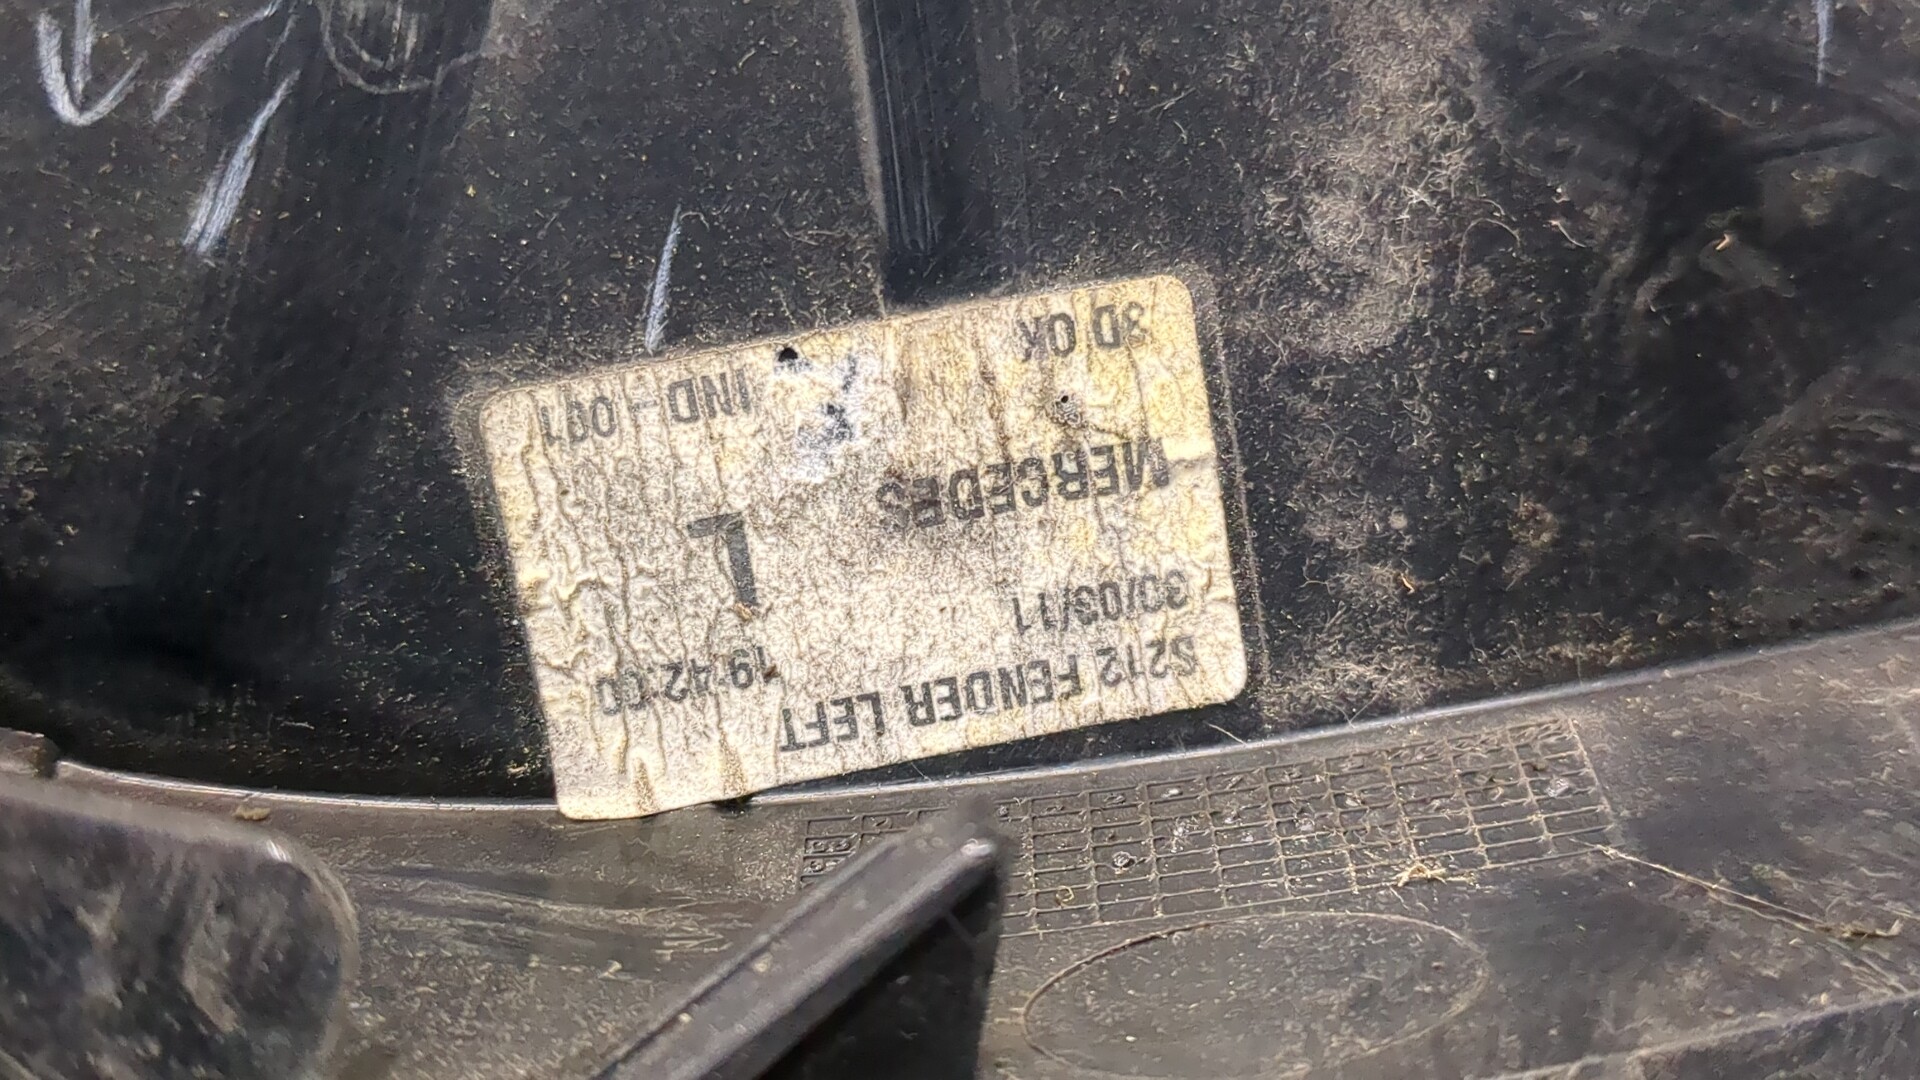 S212 FENDER LEFT
30/03/11 19:42:00
MERCEDES L
3D OK IND-001